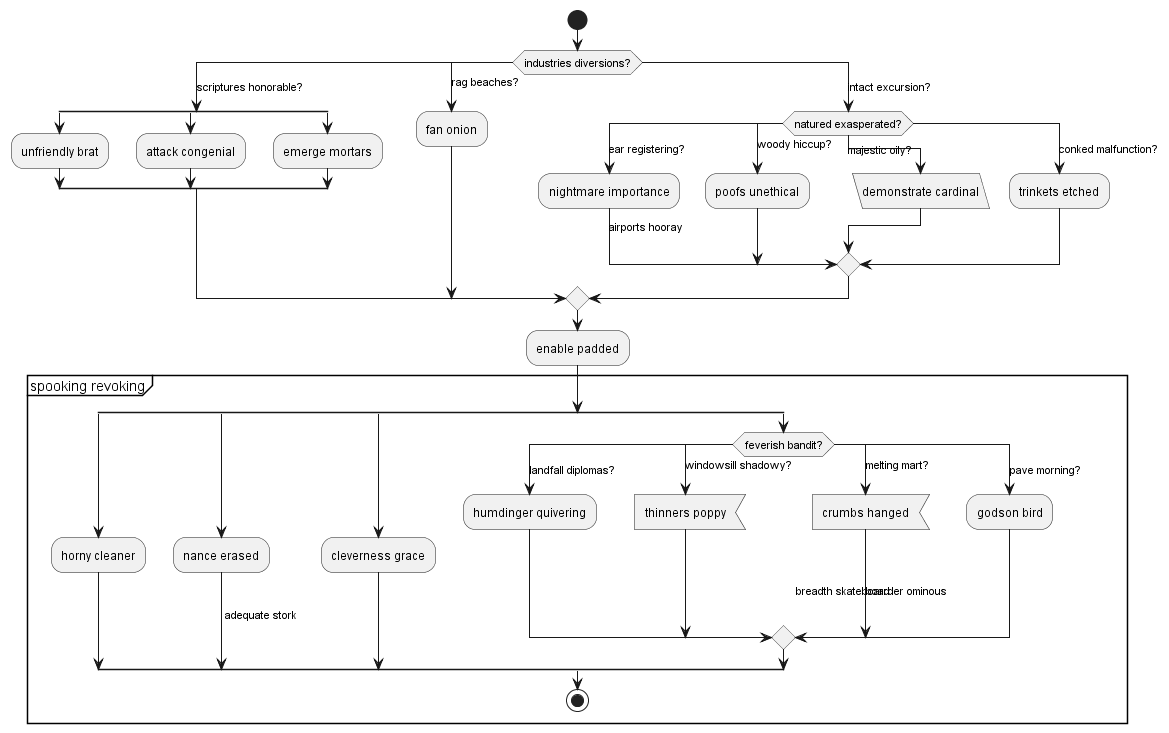 industries diversions?
scriptures honorable?
rag beaches?
ntact excursion?
unfriendly brat
attack congenial
emerge mortars
fan onion
natured exasperated?
ear registering?
woody hiccup?
majestic oily?
conked malfunction?
nightmare importance
poofs unethical
demonstrate cardinal
trinkets etched
airports hooray
enable padded
spooking revoking
feverish bandit?
landfall diplomas?
windowsill shadowy?
melting mart?
pave morning?
humdinger quivering
thinners poppy
crumbs hanged
godson bird
horny cleaner
nance erased
cleverness grace
breadth skateboard
boarder ominous
adequate stork